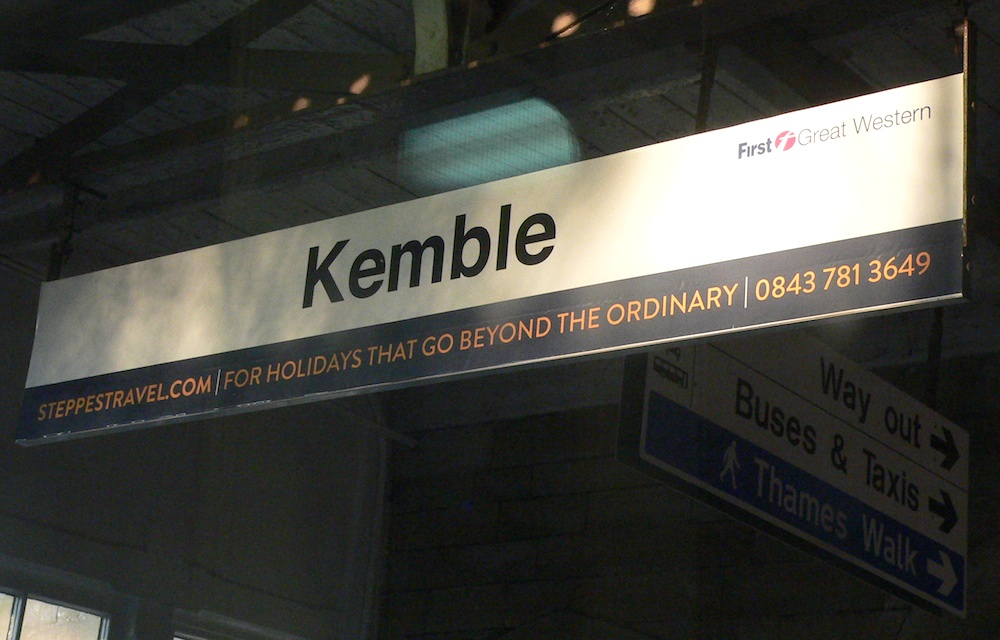 First Great Western
Kemble
STEPPESTRAVEL.COM | FOR HOLIDAYS THAT GO BEYOND THE ORDINARY | 0843 781 3649
Way out
Buses & Taxis
Thames Walk